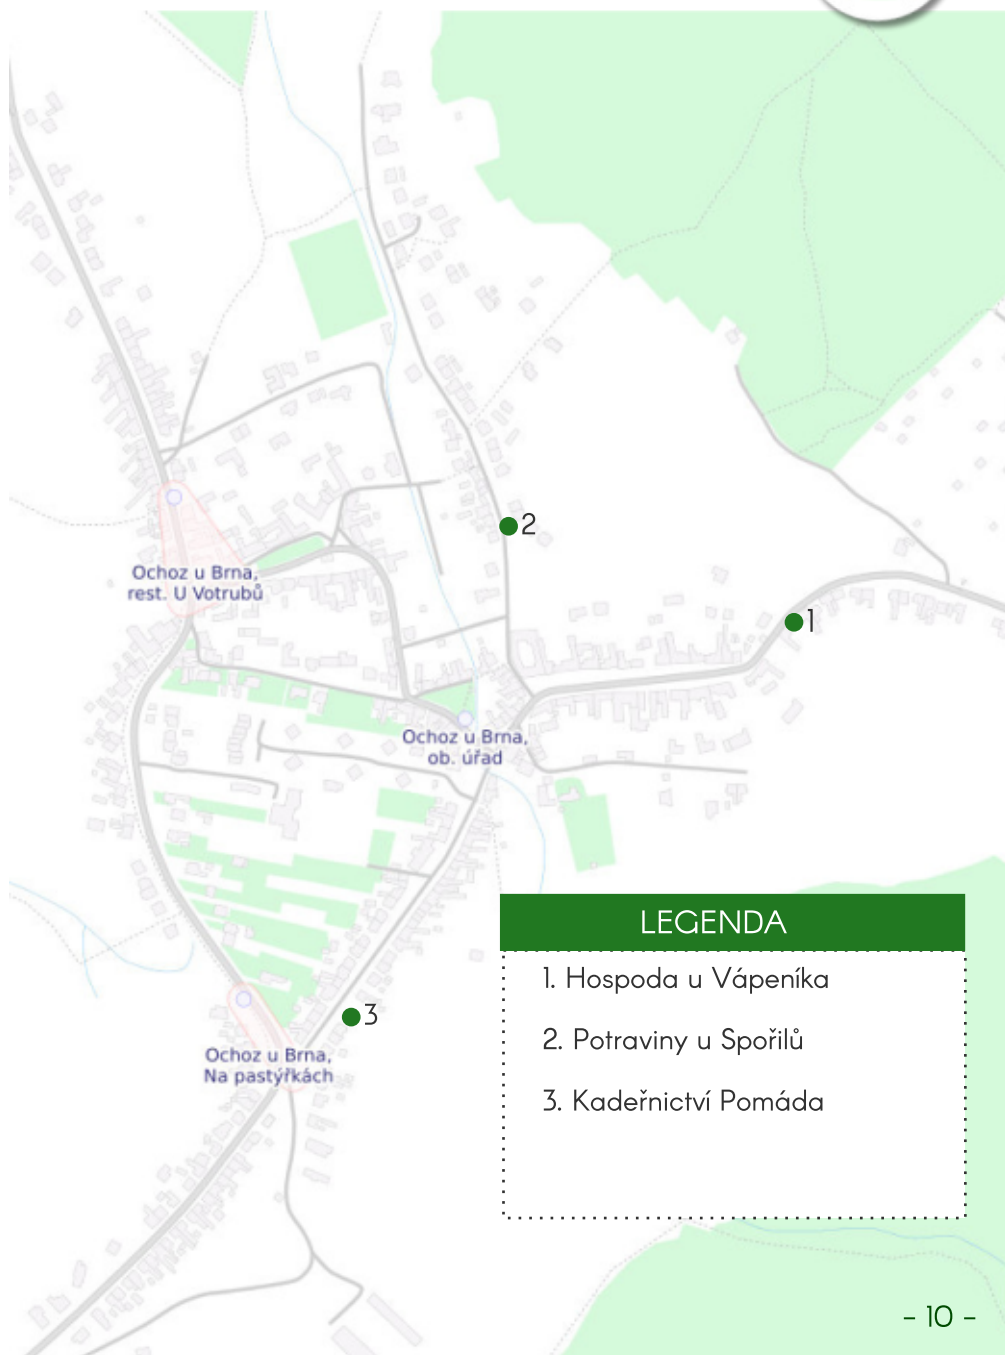 2
Ochoz u Brna,
rest. U Votrubů
1
Ochoz u Brna,
ob. úřad
LEGENDA
1. Hospoda u Vápeníka
2. Potraviny u Spořilů
3. Kadeřnictví Pomáda
3
Ochoz u Brna,
Na pastýřkách
- 10 -